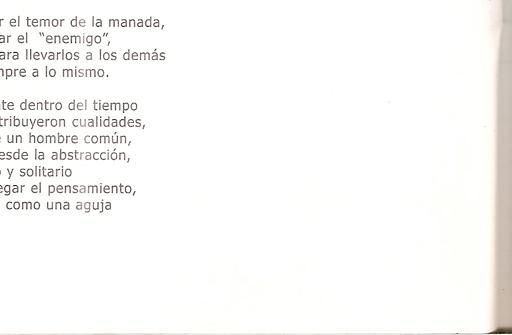 r el temor de la manada,
ar el “enemigo”,
ara llevarlos a los demás
npre a lo mismo.
te dentro del tiempo
tribuyeron cualidades,
un hombre común,
esde la abstracción,
y solitario
egar el pensamiento,
como una aguja